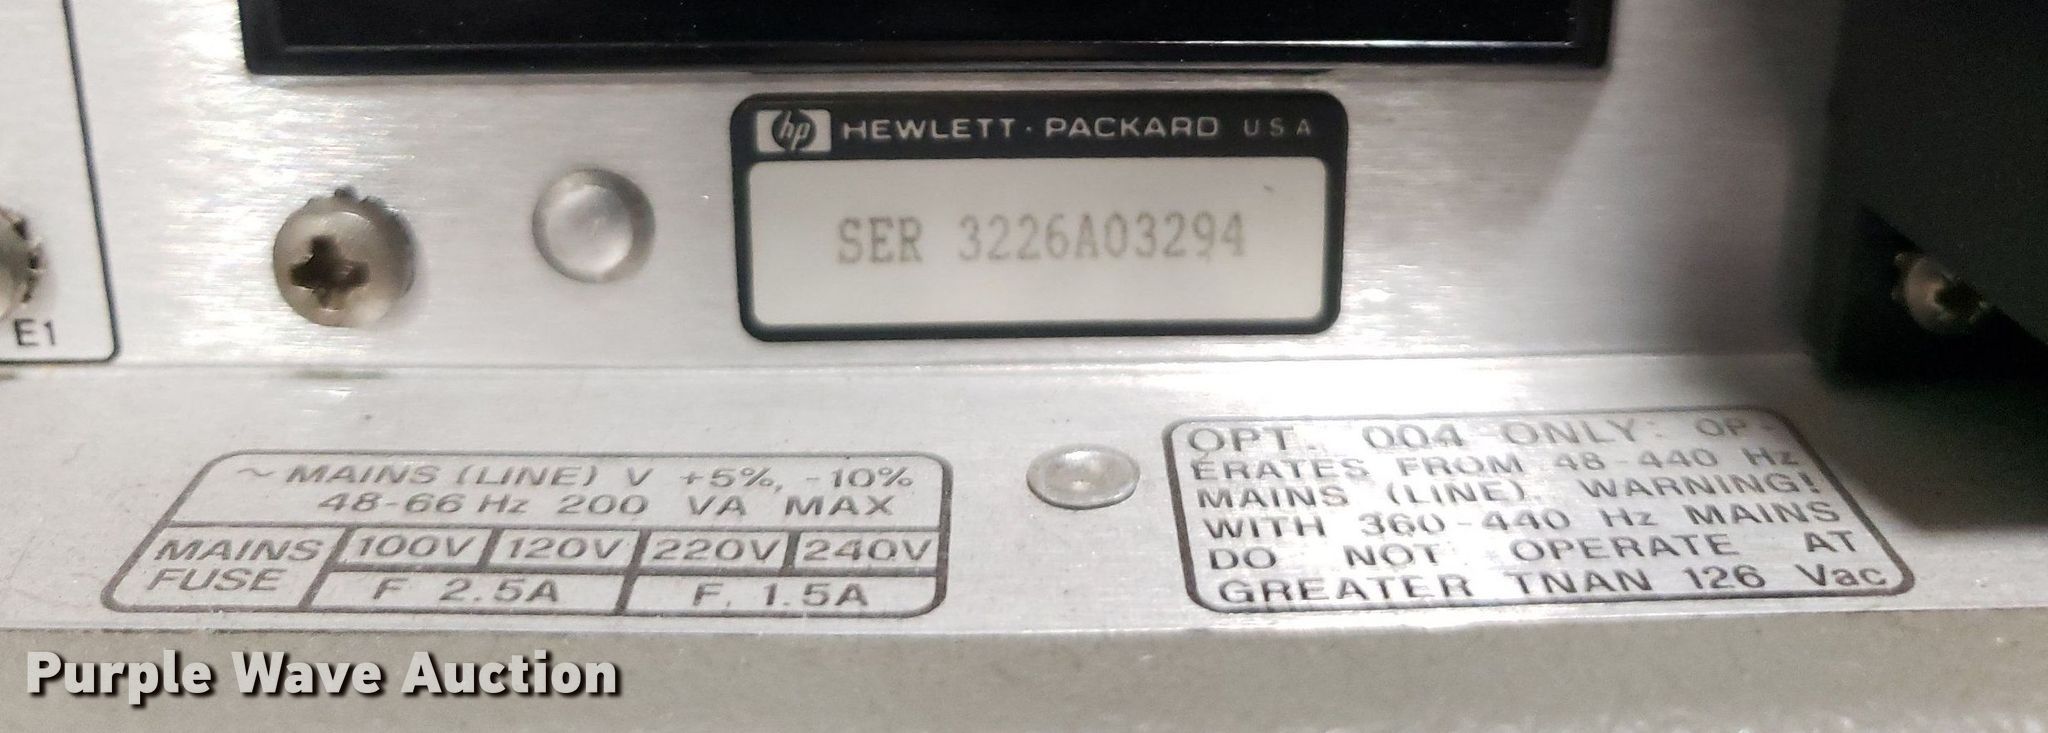 hp HEWLETT · PACKARD USA
SER 3226A03294
E1
~ MAINS (LINE) V +5%, -10%
48-66 Hz 200 VA MAX
MAINS FUSE
100V 120V 220V 240V
F 2.5A F. 1.5A
OPT. 004 ONLY: OP-
ERATES FROM 48-440 Hz
MAINS (LINE). WARNING!
WITH 360-440 Hz MAINS
DO NOT OPERATE AT
GREATER THAN 126 Vac
Purple Wave Auction